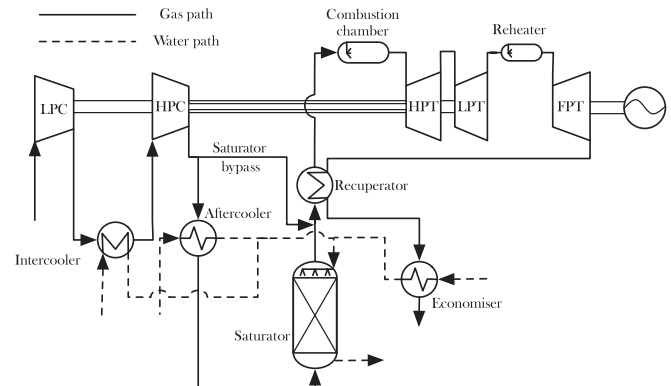 Gas path
Water path
Combustion
chamber
Reheater
LPC
HPC
HPT
LPT
FPT
Saturator
bypass
Recuperator
Aftercooler
Intercooler
Economiser
Saturator